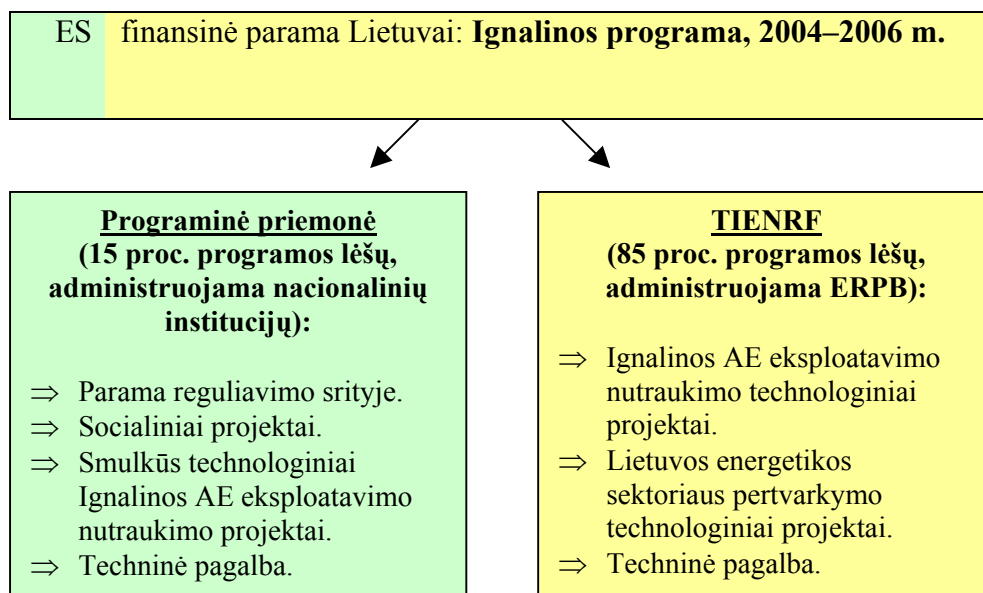 ES finansinė parama Lietuvai: Ignalinos programa, 2004–2006 m.
Programinė priemonė
(15 proc. programos lėšų,
administruojama nacionalinių
institucijų):
⇒ Parama reguliavimo srityje.
⇒ Socialiniai projektai.
⇒ Smulkūs technologiniai
Ignalinos AE eksploatavimo
nutraukimo projektai.
⇒ Techninė pagalba.
TIENRF
(85 proc. programos lėšų,
administruojama ERPB):
⇒ Ignalinos AE eksploatavimo
nutraukimo technologiniai
projektai.
⇒ Lietuvos energetikos
sektoriaus pertvarkymo
technologiniai projektai.
⇒ Techninė pagalba.